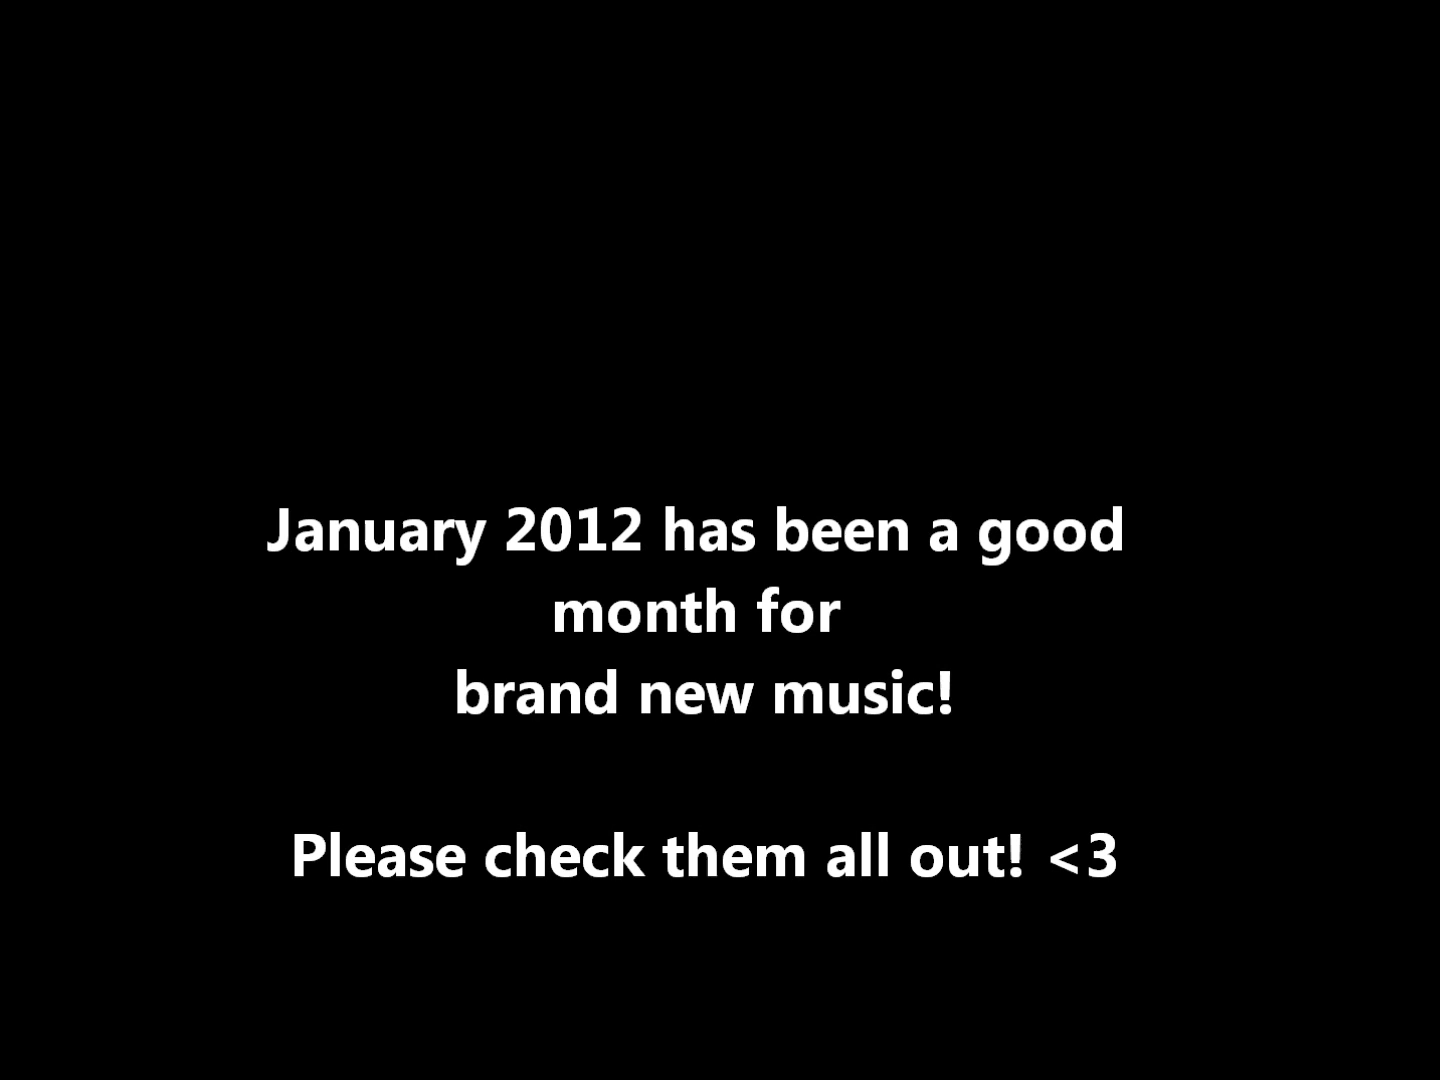 January 2012 has been a good
month for
brand new music!
Please check them all out! <3